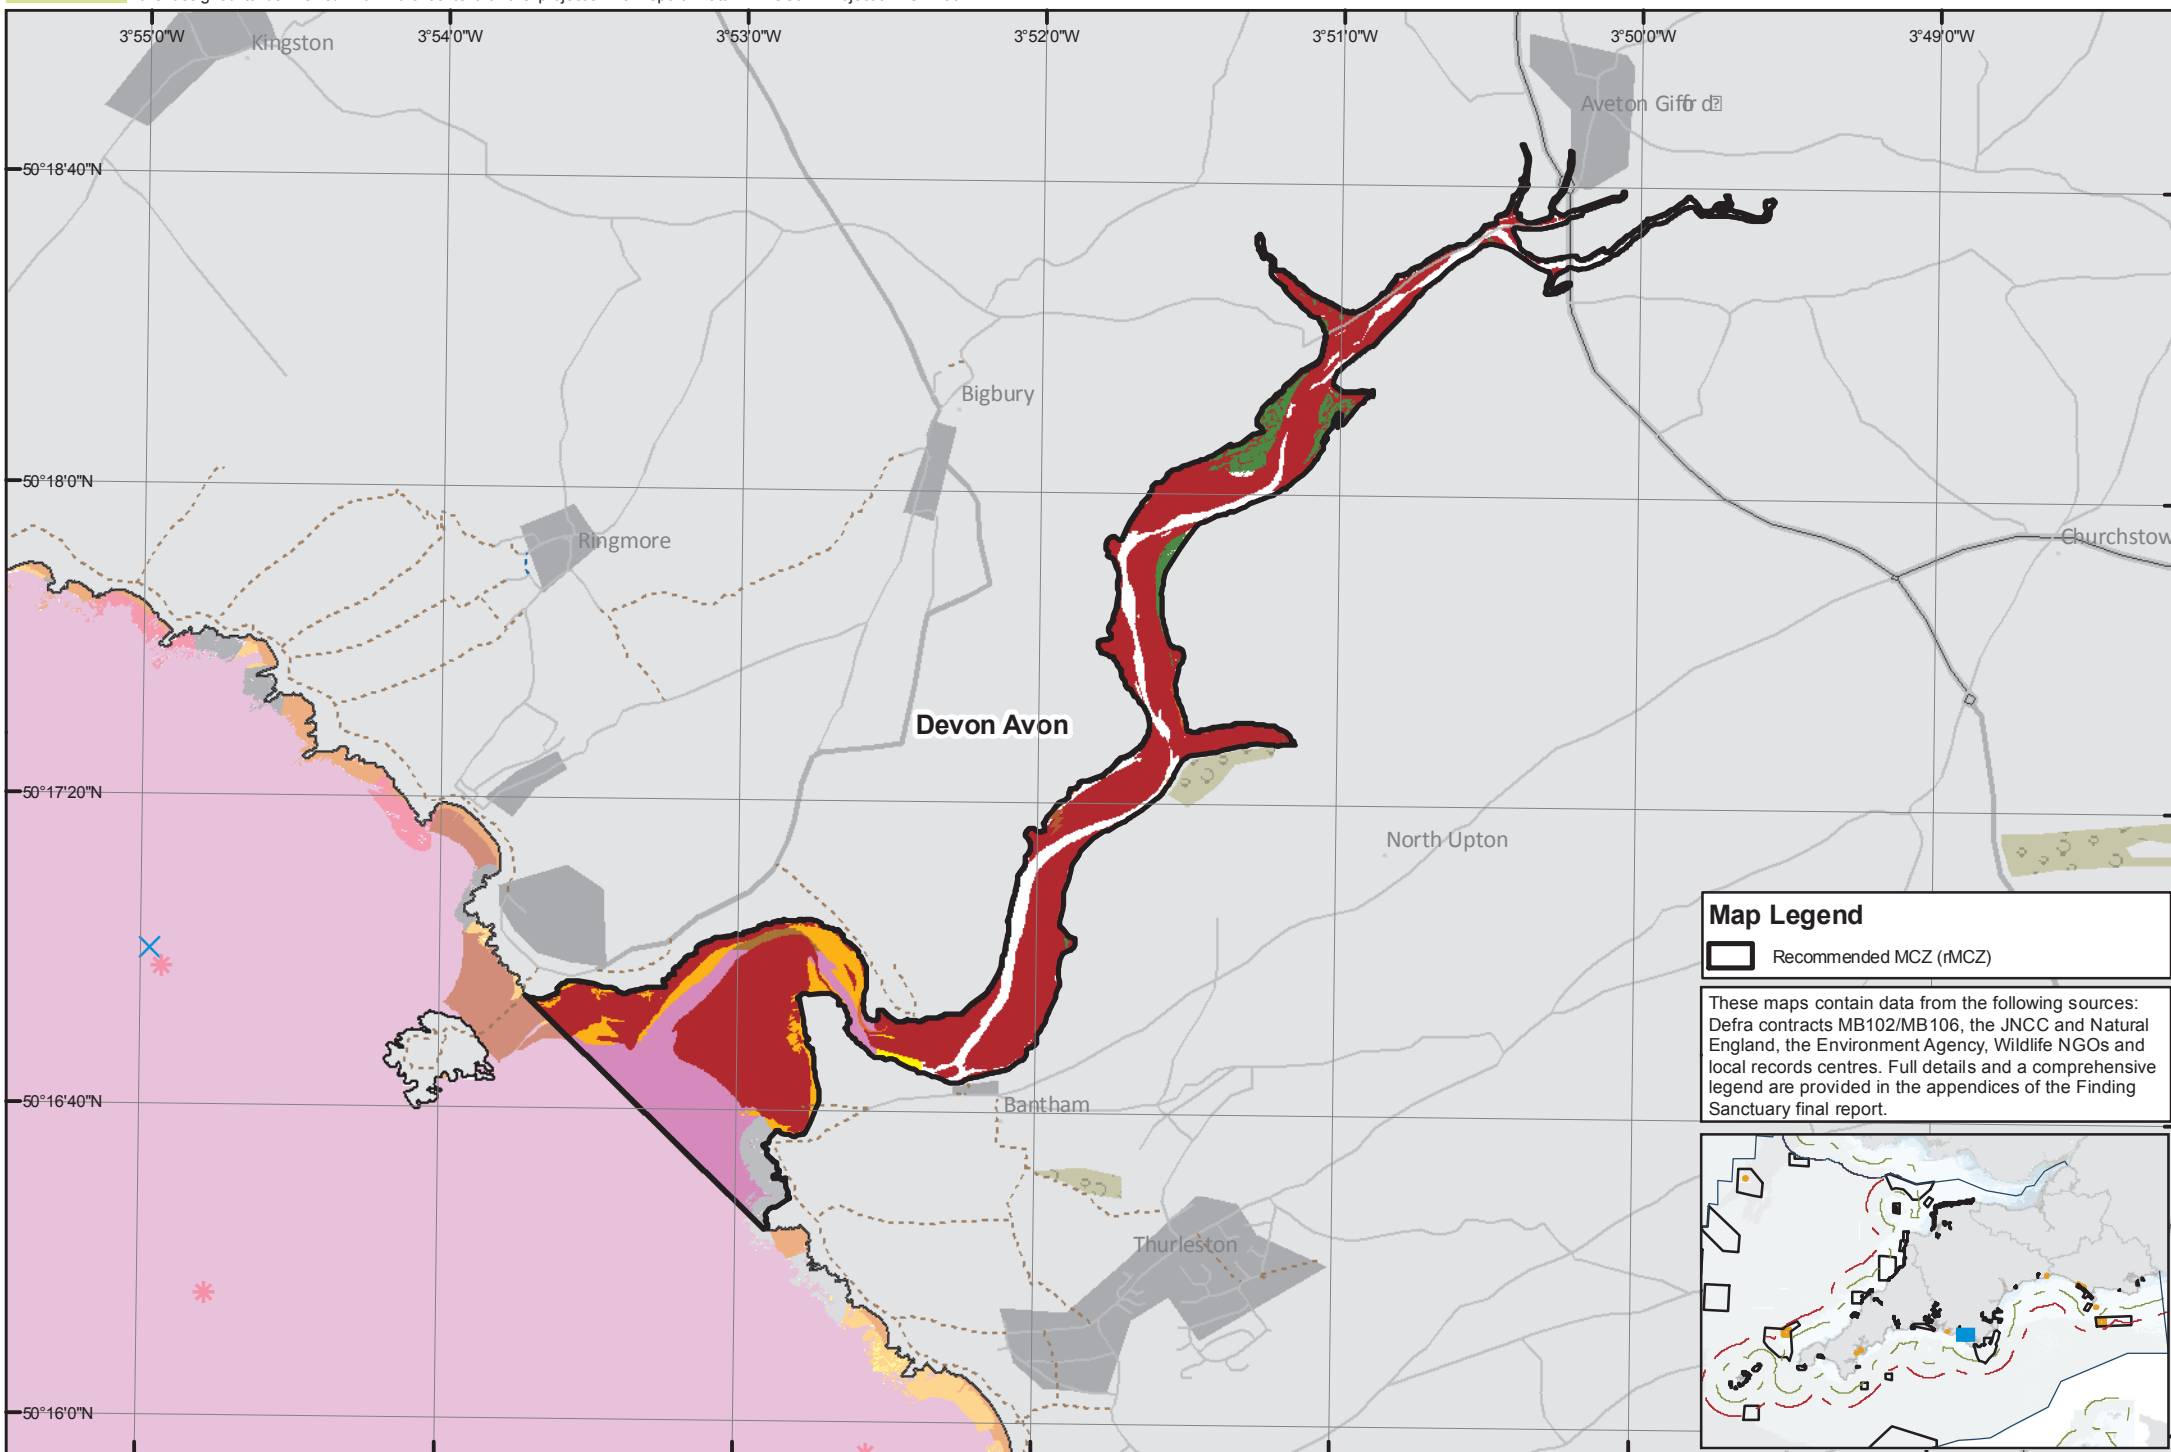 3°55'0"W
3°54'0"W
3°53'0"W
3°52'0"W
3°51'0"W
3°50'0"W
3°49'0"W
Kingston
Aveton
50°18'40"N
Bigbury
50°18'0"N
Ringmore
Churchstow
Devon Avon
50°17'20"N
North Upton
Map Legend
Recommended MCZ (rMCZ)
These maps contain data from the following sources:
Defra contracts MB102/MB106, the JNCC and Natural
England, the Environment Agency, Wildlife NGOs and
local records centres. Full details and a comprehensive
legend are provided in the appendices of the Finding
Sanctuary final report.
50°16'40"N
Bantham
Thurleston
50°16'0"N